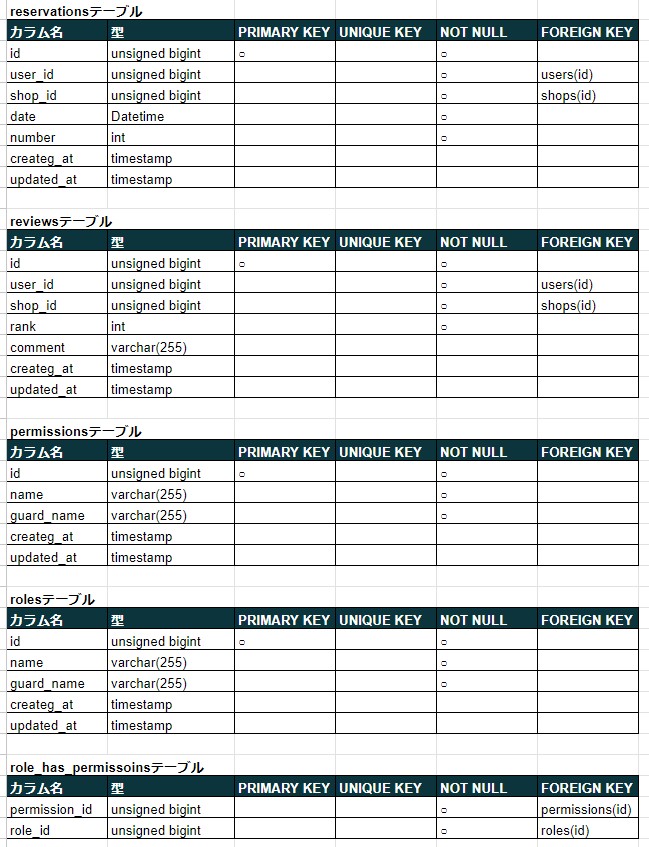 reservationsテーブル
カラム名 型 PRIMARY KEY UNIQUE KEY NOT NULL FOREIGN KEY
id unsigned bigint ○ ○
user_id unsigned bigint ○ users(id)
shop_id unsigned bigint ○ shops(id)
date Datetime ○
number int ○
createg_at timestamp
updated_at timestamp
reviewsテーブル
カラム名 型 PRIMARY KEY UNIQUE KEY NOT NULL FOREIGN KEY
id unsigned bigint ○ ○
user_id unsigned bigint ○ users(id)
shop_id unsigned bigint ○ shops(id)
rank int ○
comment varchar(255)
createg_at timestamp
updated_at timestamp
permissionsテーブル
カラム名 型 PRIMARY KEY UNIQUE KEY NOT NULL FOREIGN KEY
id unsigned bigint ○ ○
name varchar(255) ○
guard_name varchar(255) ○
createg_at timestamp
updated_at timestamp
rolesテーブル
カラム名 型 PRIMARY KEY UNIQUE KEY NOT NULL FOREIGN KEY
id unsigned bigint ○ ○
name varchar(255) ○
guard_name varchar(255) ○
createg_at timestamp
updated_at timestamp
role_has_permissoinsテーブル
カラム名 型 PRIMARY KEY UNIQUE KEY NOT NULL FOREIGN KEY
permission_id unsigned bigint ○ permissions(id)
role_id unsigned bigint ○ roles(id)